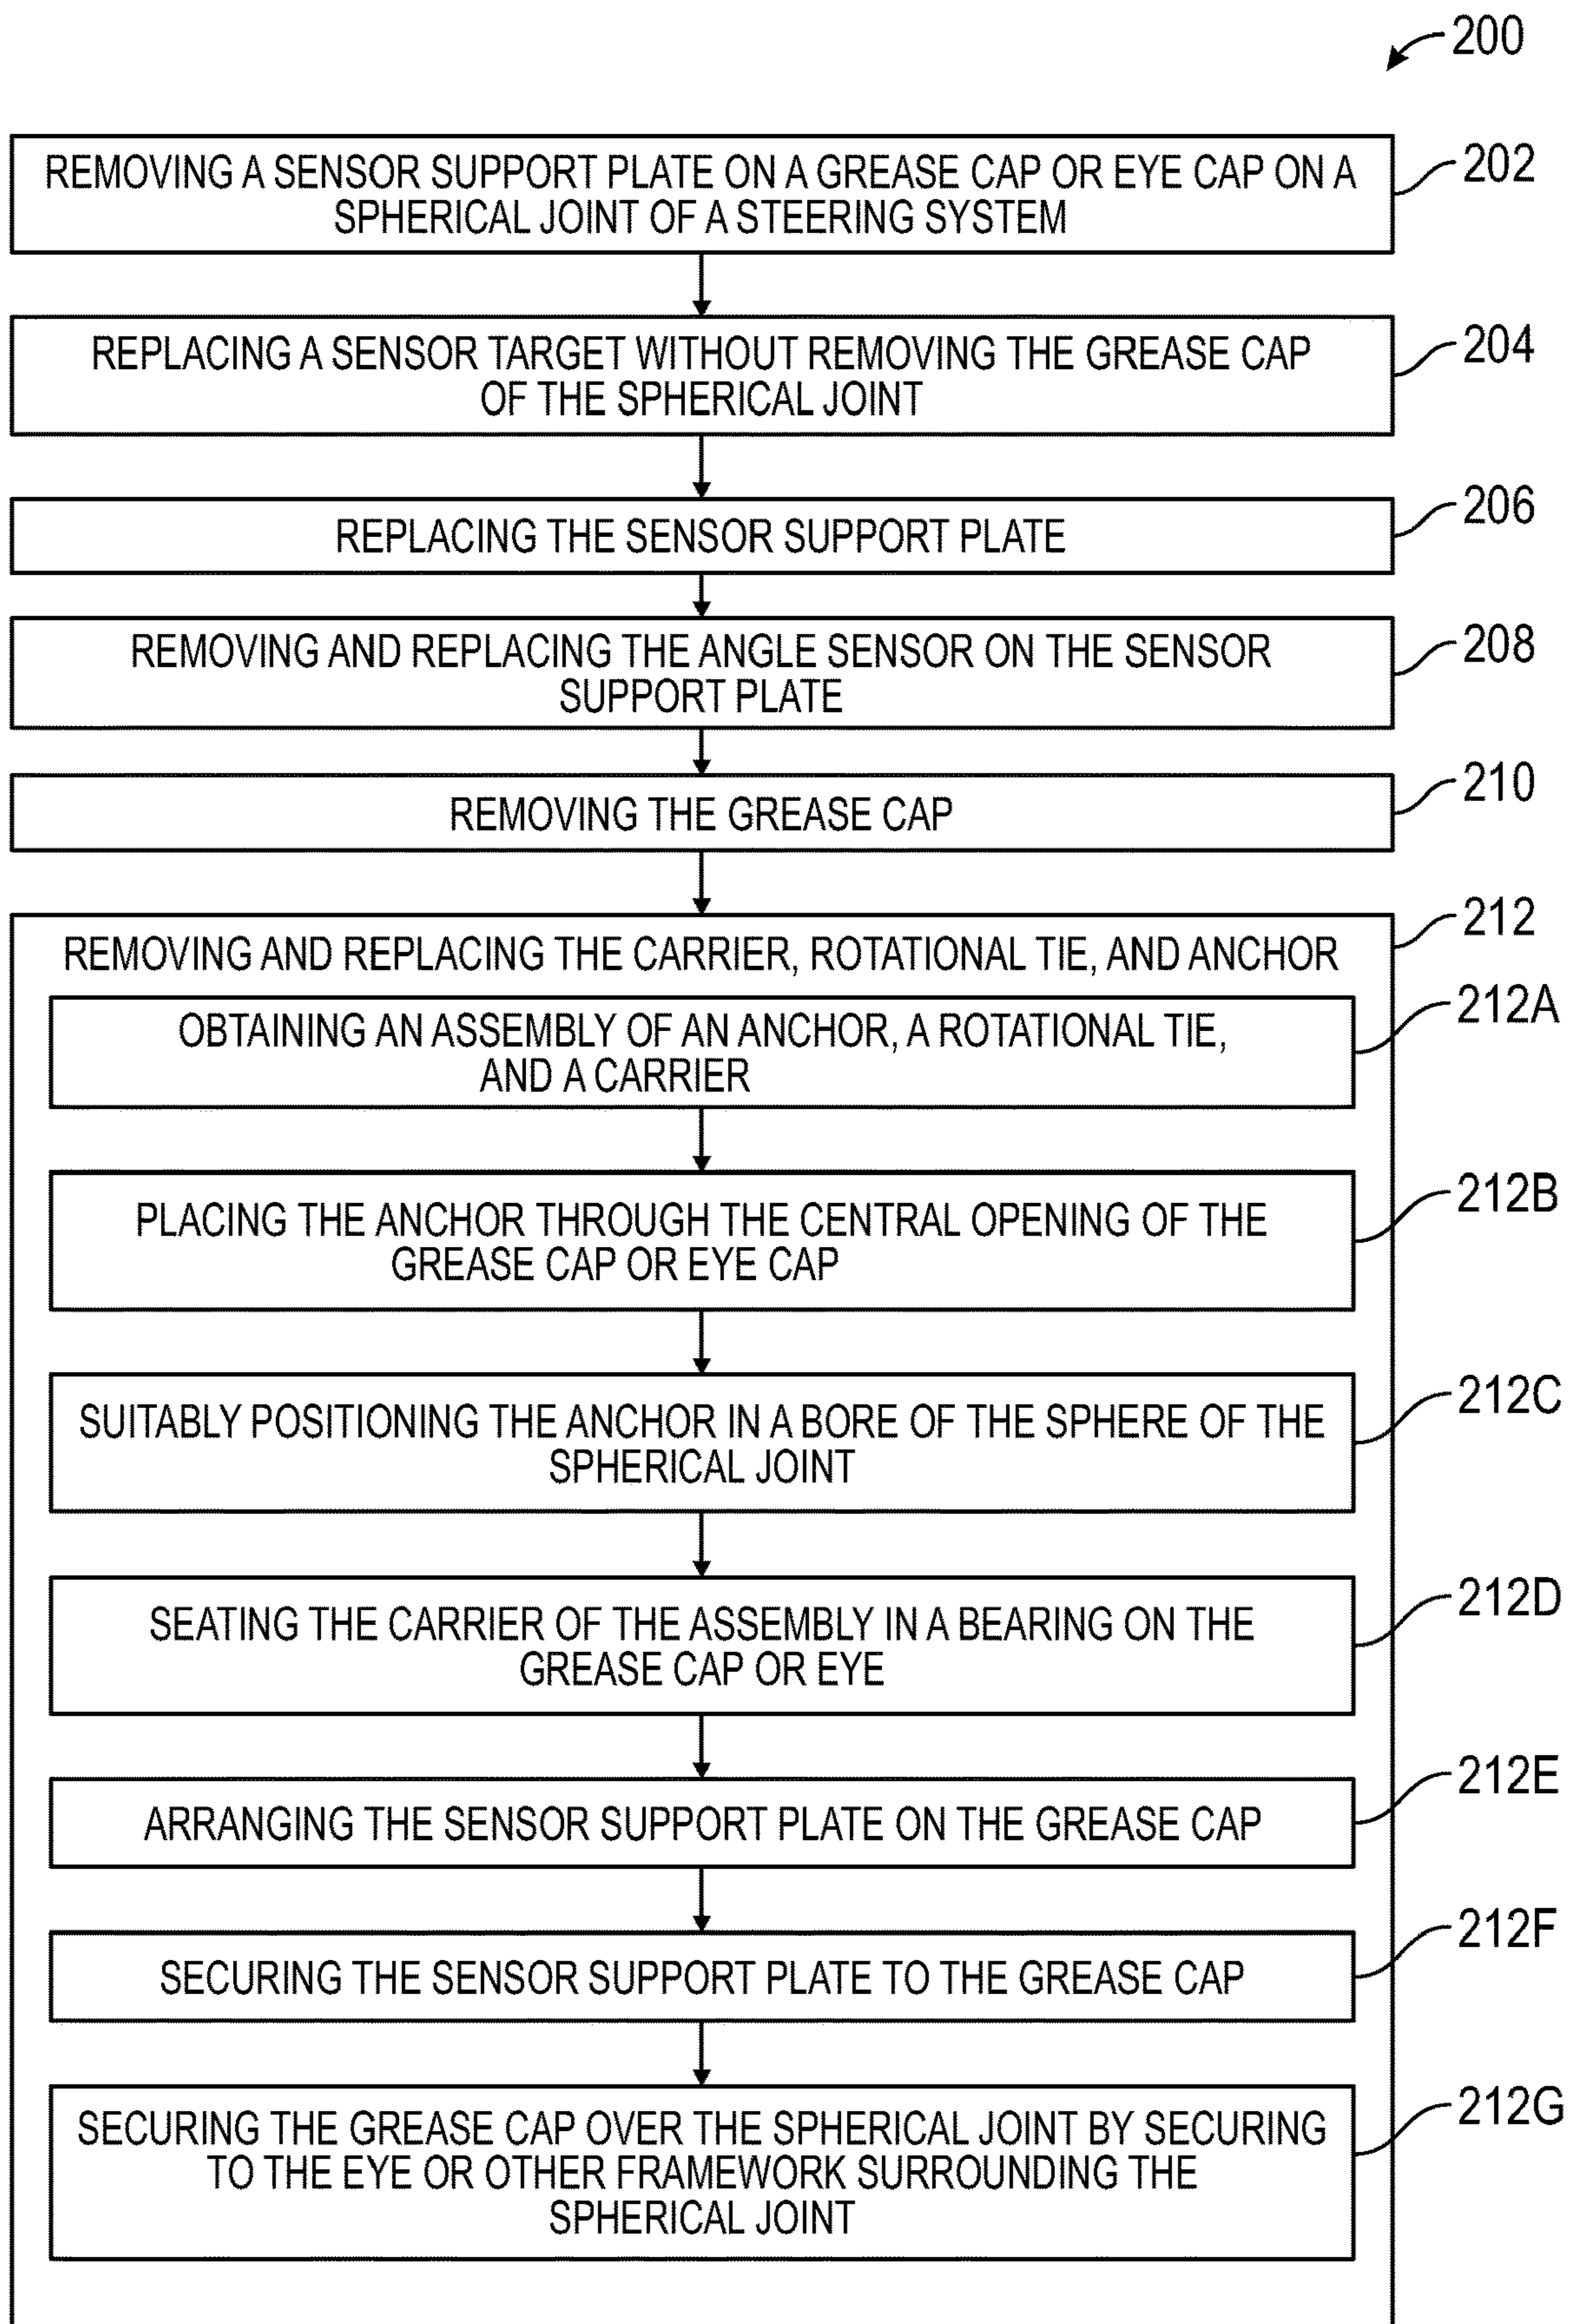 200
REMOVING A SENSOR SUPPORT PLATE ON A GREASE CAP OR EYE CAP ON A
SPHERICAL JOINT OF A STEERING SYSTEM
202
REPLACING A SENSOR TARGET WITHOUT REMOVING THE GREASE CAP
OF THE SPHERICAL JOINT
204
REPLACING THE SENSOR SUPPORT PLATE
206
REMOVING AND REPLACING THE ANGLE SENSOR ON THE SENSOR
SUPPORT PLATE
208
REMOVING THE GREASE CAP
210
REMOVING AND REPLACING THE CARRIER, ROTATIONAL TIE, AND ANCHOR
212
OBTAINING AN ASSEMBLY OF AN ANCHOR, A ROTATIONAL TIE,
AND A CARRIER
212A
PLACING THE ANCHOR THROUGH THE CENTRAL OPENING OF THE
GREASE CAP OR EYE CAP
212B
SUITABLY POSITIONING THE ANCHOR IN A BORE OF THE SPHERE OF THE
SPHERICAL JOINT
212C
SEATING THE CARRIER OF THE ASSEMBLY IN A BEARING ON THE
GREASE CAP OR EYE
212D
ARRANGING THE SENSOR SUPPORT PLATE ON THE GREASE CAP
212E
SECURING THE SENSOR SUPPORT PLATE TO THE GREASE CAP
212F
SECURING THE GREASE CAP OVER THE SPHERICAL JOINT BY SECURING
TO THE EYE OR OTHER FRAMEWORK SURROUNDING THE
SPHERICAL JOINT
212G